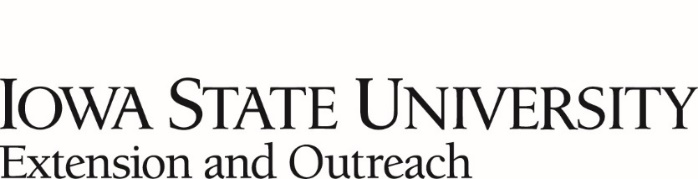 IOWA STATE UNIVERSITY
Extension and Outreach